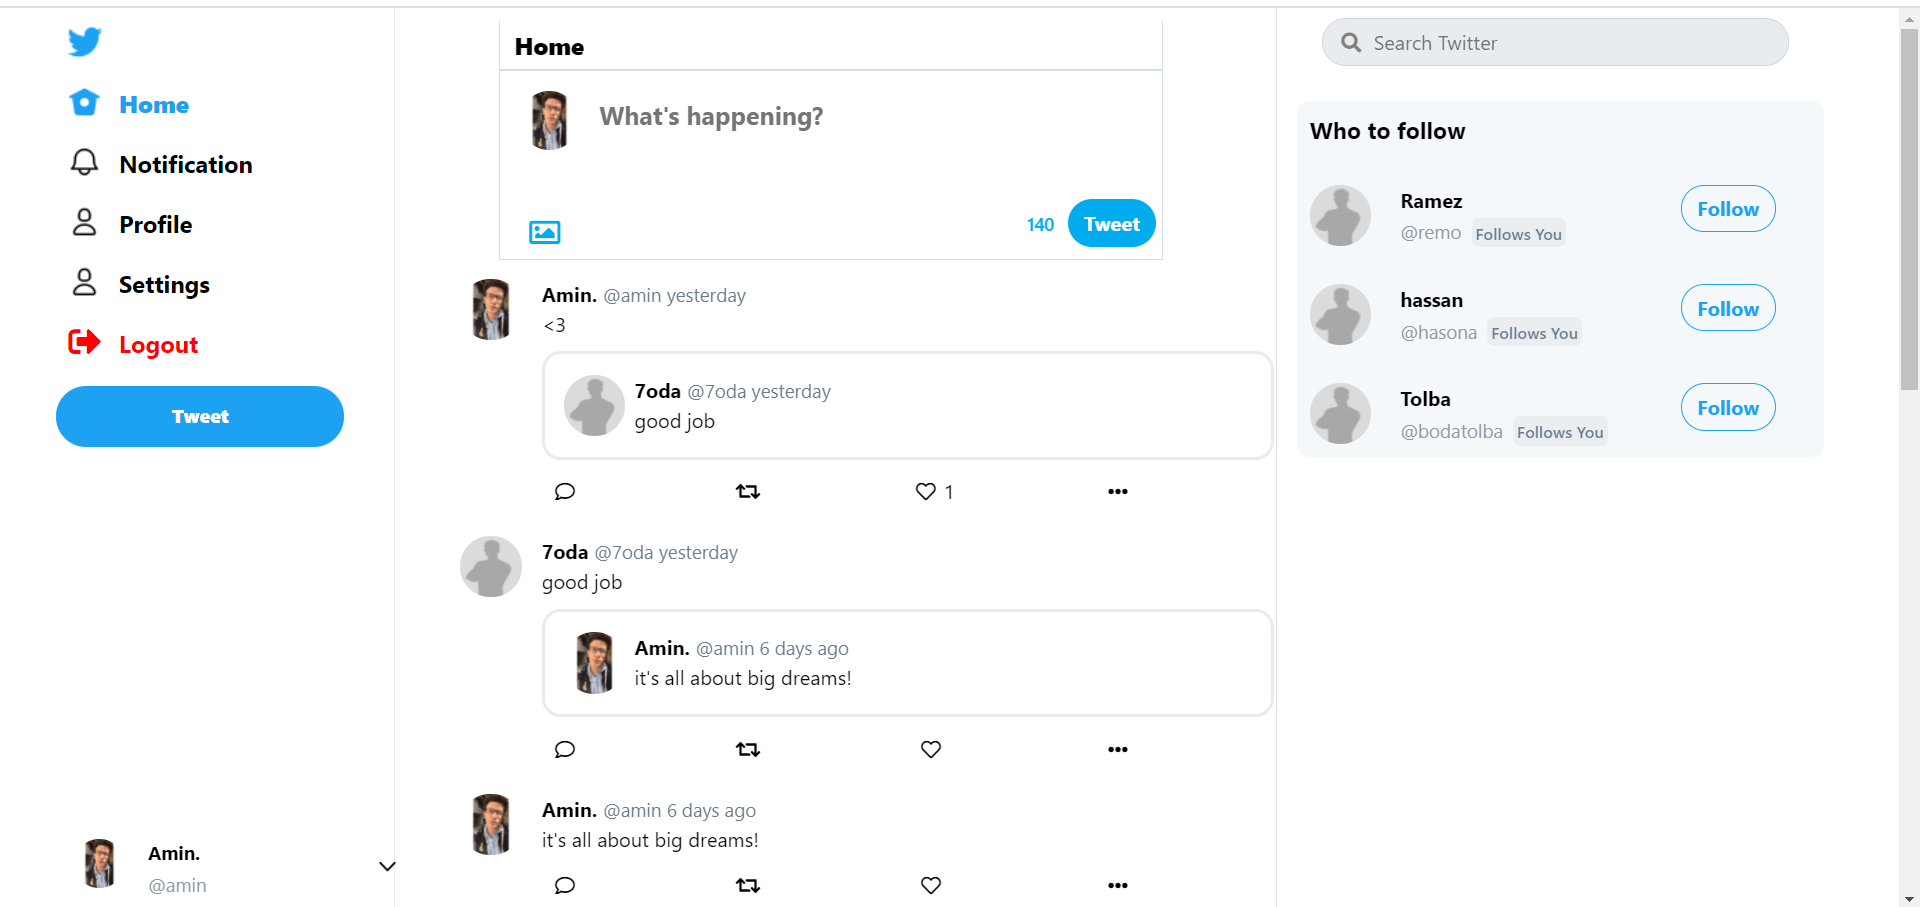 Home
Notification
Profile
Settings
Logout
Tweet
Amin.
@amin
Home
What's happening?
140 Tweet
Amin. @amin yesterday
<3
7oda @7oda yesterday
good job
1
7oda @7oda yesterday
good job
Amin. @amin 6 days ago
it's all about big dreams!
Amin. @amin 6 days ago
it's all about big dreams!
Search Twitter
Who to follow
Ramez
@remo Follows You
Follow
hassan
@hasona Follows You
Follow
Tolba
@bodatolba Follows You
Follow